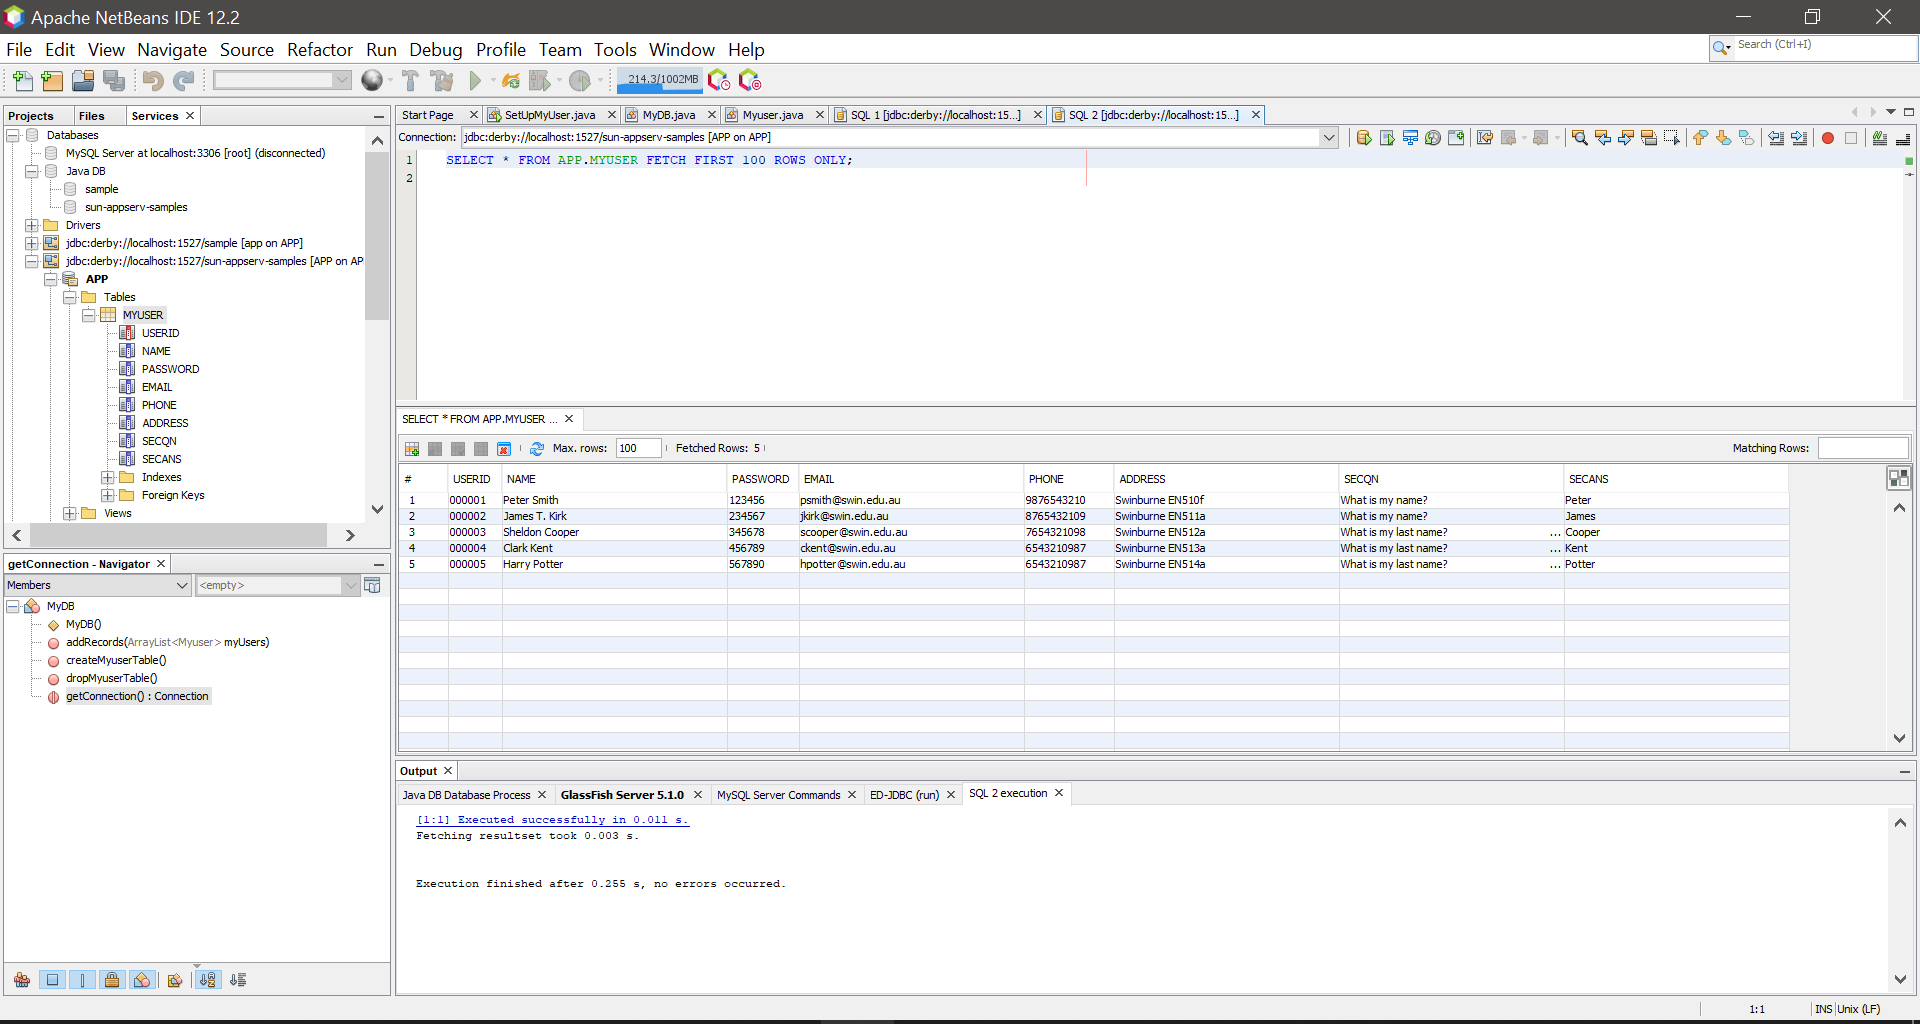 Apache NetBeans IDE 12.2
File Edit View Navigate Source Refactor Run Debug Profile Team Tools Window Help
Search (Ctrl+I)
214.3/1002MB
Projects Files Services
Start Page SetUpMyUser.java MyDB.java Myuser.java SQL 1 [jdbc:derby://localhost:15...] SQL 2 [jdbc:derby://localhost:15...]
Connection: jdbc:derby://localhost:1527/sun-appserv-samples [APP on APP]
1 SELECT * FROM APP.MYUSER FETCH FIRST 100 ROWS ONLY;
2
Databases
MySQL Server at localhost:3306 [root] (disconnected)
Java DB
sample
sun-appserv-samples
Drivers
jdbc:derby://localhost:1527/sample [app on APP]
jdbc:derby://localhost:1527/sun-appserv-samples [APP on AP
APP
Tables
MYUSER
USERID
NAME
PASSWORD
EMAIL
PHONE
ADDRESS
SECQN
SECANS
Indexes
Foreign Keys
Views
getConnection - Navigator
Members <empty>
MyDB
MyDB()
addRecords(ArrayList<Myuser> myUsers)
createMyuserTable()
dropMyuserTable()
getConnection() : Connection
SELECT * FROM APP.MYUSER ...
Max. rows: 100 Fetched Rows: 5 Matching Rows:
# USERID NAME PASSWORD EMAIL PHONE ADDRESS SECQN SECANS
1 000001 Peter Smith 123456 psmith@swin.edu.au 9876543210 Swinburne EN510f What is my name? Peter
2 000002 James T. Kirk 234567 jkirk@swin.edu.au 8765432109 Swinburne EN511a What is my name? James
3 000003 Sheldon Cooper 345678 scooper@swin.edu.au 7654321098 Swinburne EN512a What is my last name? ... Cooper
4 000004 Clark Kent 456789 ckent@swin.edu.au 6543210987 Swinburne EN513a What is my last name? ... Kent
5 000005 Harry Potter 567890 hpotter@swin.edu.au 6543210987 Swinburne EN514a What is my last name? ... Potter
Output
Java DB Database Process GlassFish Server 5.1.0 MySQL Server Commands ED-JDBC (run) SQL 2 execution
[1:1] Executed successfully in 0.011 s.
Fetching resultset took 0.003 s.
Execution finished after 0.255 s, no errors occurred.
1:1 INS Unix (LF)